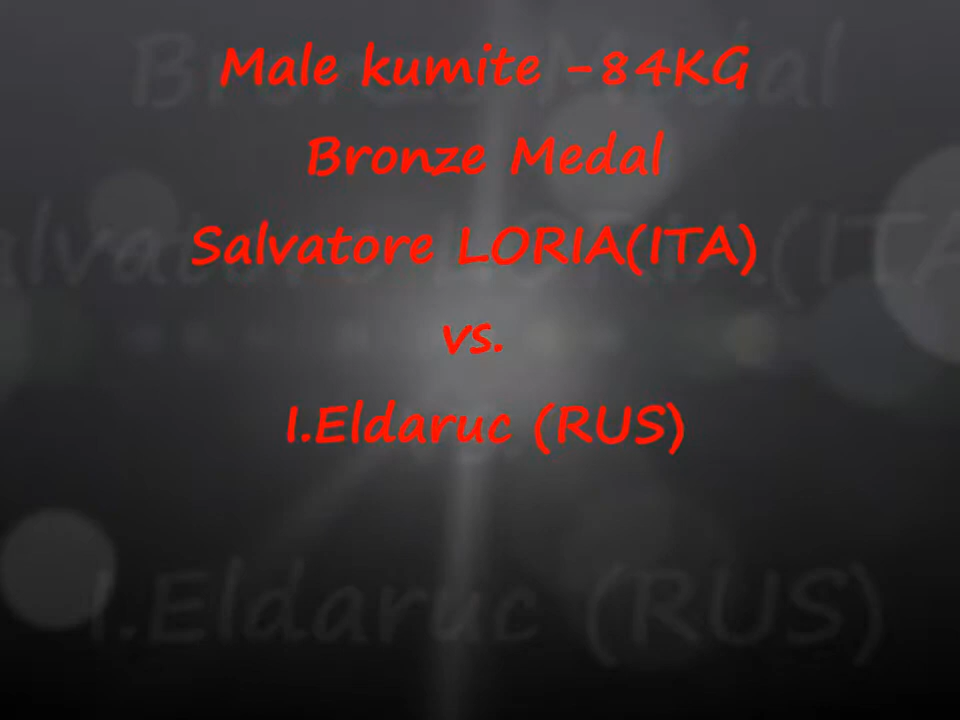 Male kumite -84KG
Bronze Medal
Salvatore LORIA(ITA)
vs.
I.Eldaruc (RUS)